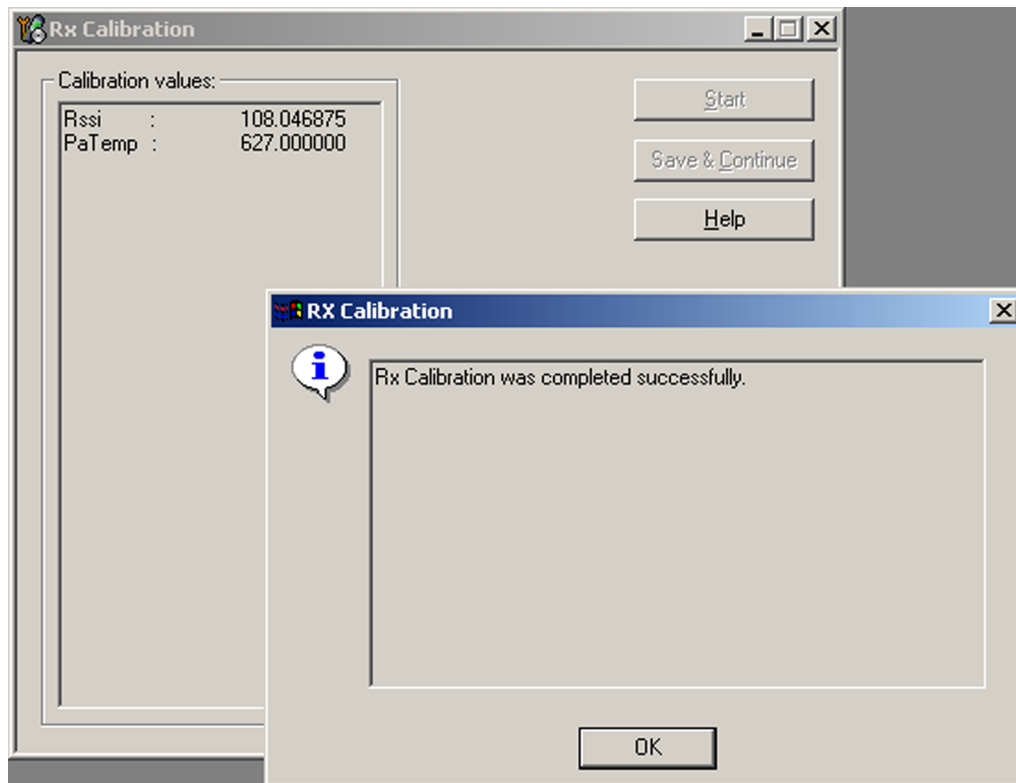 Rx Calibration
Calibration values:
Rssi : 108.046875
PaTemp : 627.000000
Start
Save & Continue
Help
RX Calibration
Rx Calibration was completed successfully.
OK